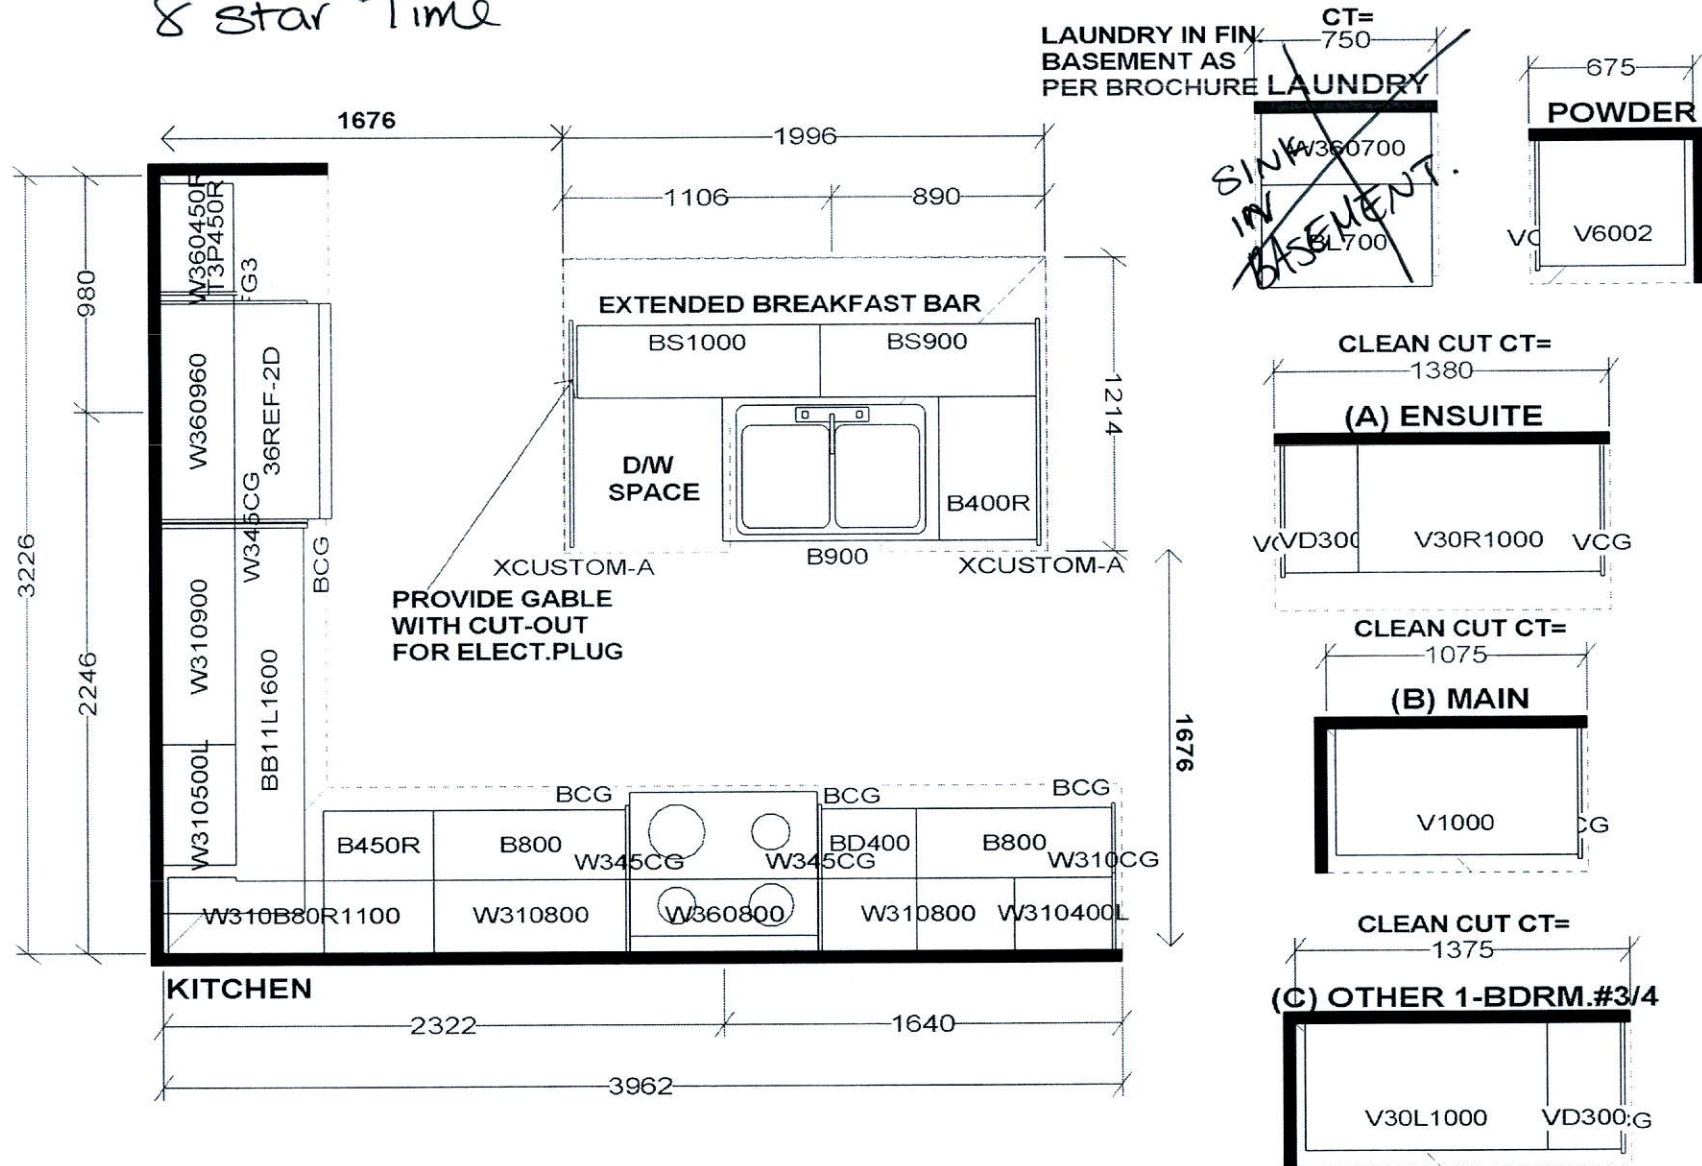 8 Star Time
LAUNDRY IN FIN.
BASEMENT AS
PER BROCHURE
CT=
750
LAUNDRY
W360700
BL700
SINK
IN
BASEMENT.
675
POWDER
V6002
1676
1996
1106
890
3226
980
2246
W360450R
T3P450R
W360960
36REF-2D
W345CG
BCG
W310900
BB11L1600
W310500L
EXTENDED BREAKFAST BAR
BS1000
BS900
D/W
SPACE
B400R
B900
XCUSTOM-A
XCUSTOM-A
1214
PROVIDE GABLE
WITH CUT-OUT
FOR ELECT.PLUG
1676
BCG
BCG
BCG
B450R
B800
W345CG
W345CG
BD400
B800
W310CG
W310B80R1100
W310800
W360800
W310800
W310400L
KITCHEN
2322
1640
3962
CLEAN CUT CT=
1380
(A) ENSUITE
VD300
V30R1000
VCG
CLEAN CUT CT=
1075
(B) MAIN
V1000
CLEAN CUT CT=
1375
(C) OTHER 1-BDRM.#3/4
V30L1000
VD300